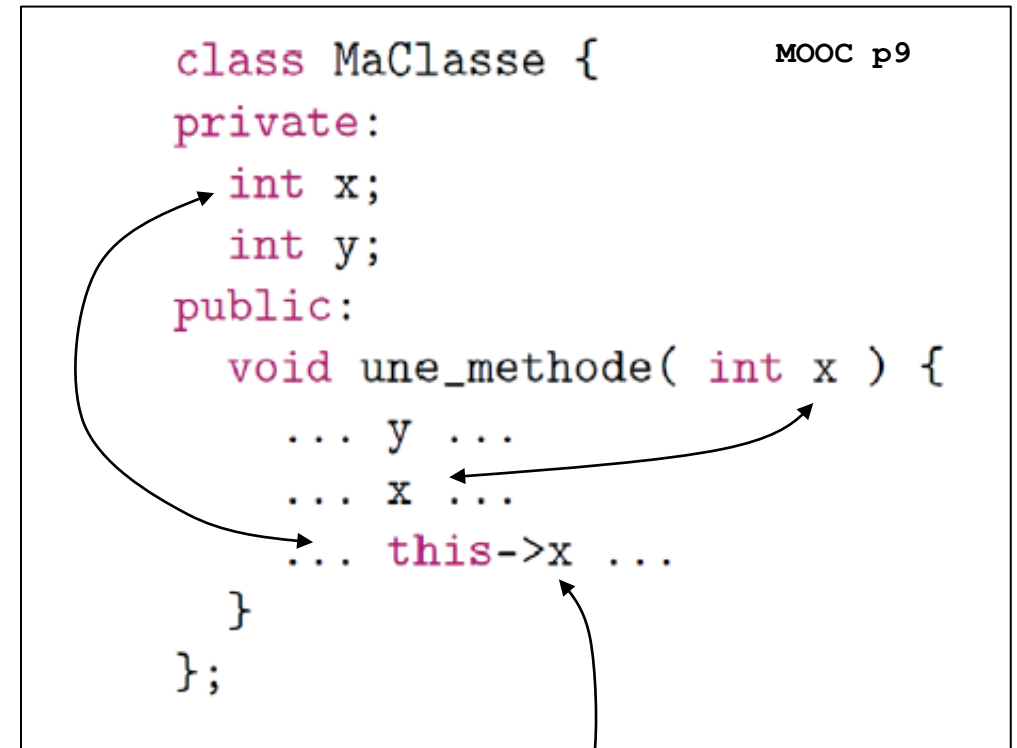 class MaClasse {
MOOC p9
private:
int x;
int y;
public:
void une_methode( int x ) {
... y ...
... x ...
... this->x ...
}
};